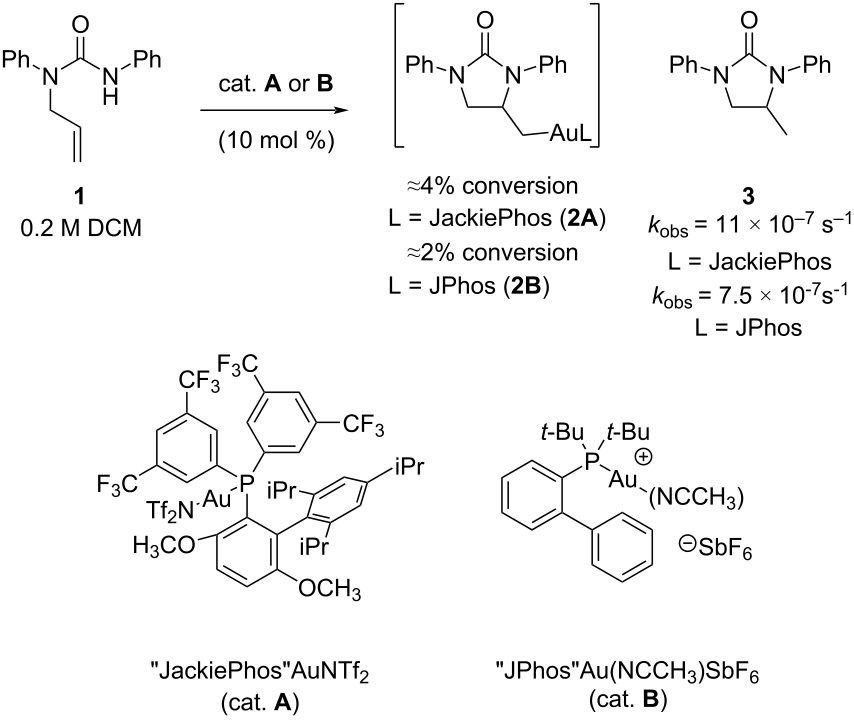 O
Ph
N
N
H
Ph
1
0.2 M DCM
cat. A or B
(10 mol %)
O
Ph
N
N
Ph
AuL
≈4% conversion
L = JackiePhos (2A)
≈2% conversion
L = JPhos (2B)
O
Ph
N
N
Ph
3
kobs = 11 × 10–7 s–1
L = JackiePhos
kobs = 7.5 × 10-7s-1
L = JPhos
F3C
CF3
CF3
F3C
Au
P
Tf2N
iPr
iPr
iPr
H3CO
OCH3
"JackiePhos"AuNTf2
(cat. A)
t-Bu
t-Bu
P
+
Au
(NCCH3)
−SbF6
"JPhos"Au(NCCH3)SbF6
(cat. B)